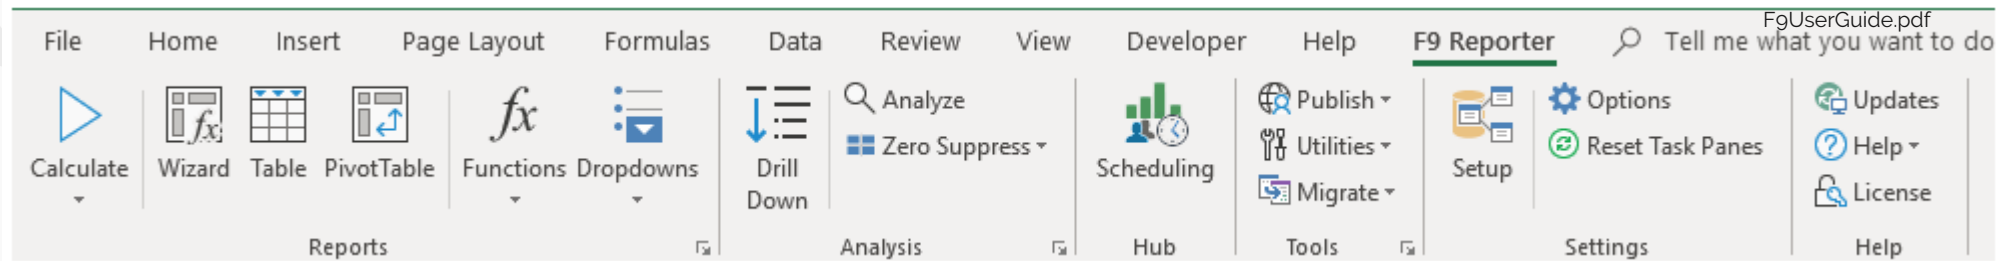 F9UserGuide.pdf
File Home Insert Page Layout Formulas Data Review View Developer Help F9 Reporter Tell me what you want to do
Calculate Wizard Table PivotTable fx Functions Dropdowns
Reports
Drill
Down
Analyze
Zero Suppress
Analysis
Scheduling
Hub
Publish
Utilities
Migrate
Tools
Setup
Options
Reset Task Panes
Settings
Updates
Help
License
Help